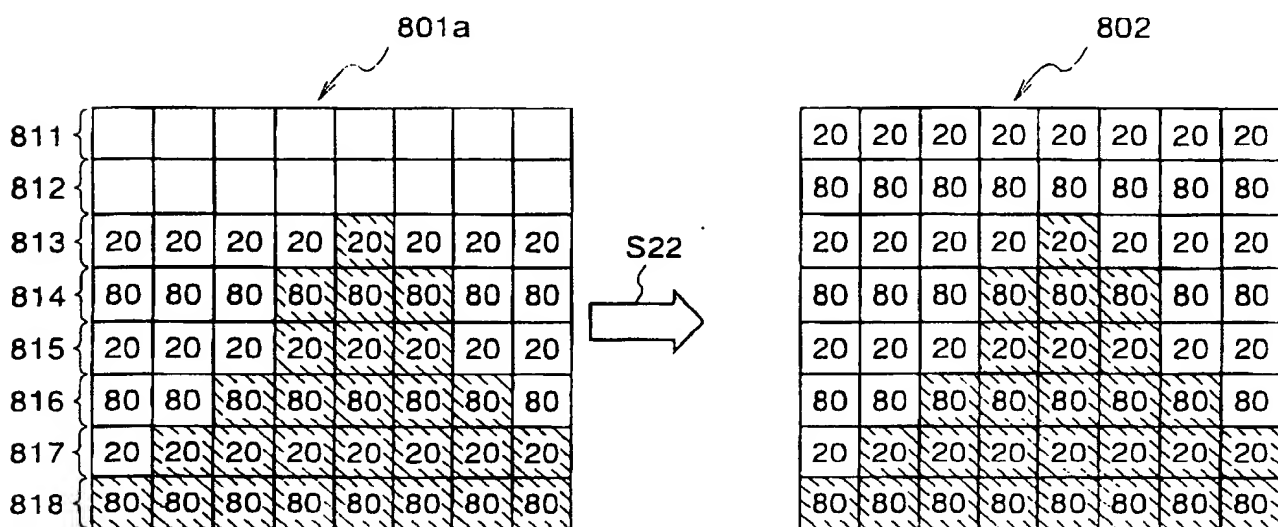 801a 802
811 20 20 20 20 20 20 20 20
812 80 80 80 80 80 80 80 80
813 20 20 20 20 20 20 20 20 20 20 20 20 20 20 20 20
S22
814 80 80 80 80 80 80 80 80 80 80 80 80 80 80 80 80
815 20 20 20 20 20 20 20 20 20 20 20 20 20 20 20 20
816 80 80 80 80 80 80 80 80 80 80 80 80 80 80 80 80
817 20 20 20 20 20 20 20 20 20 20 20 20 20 20 20 20
818 80 80 80 80 80 80 80 80 80 80 80 80 80 80 80 80